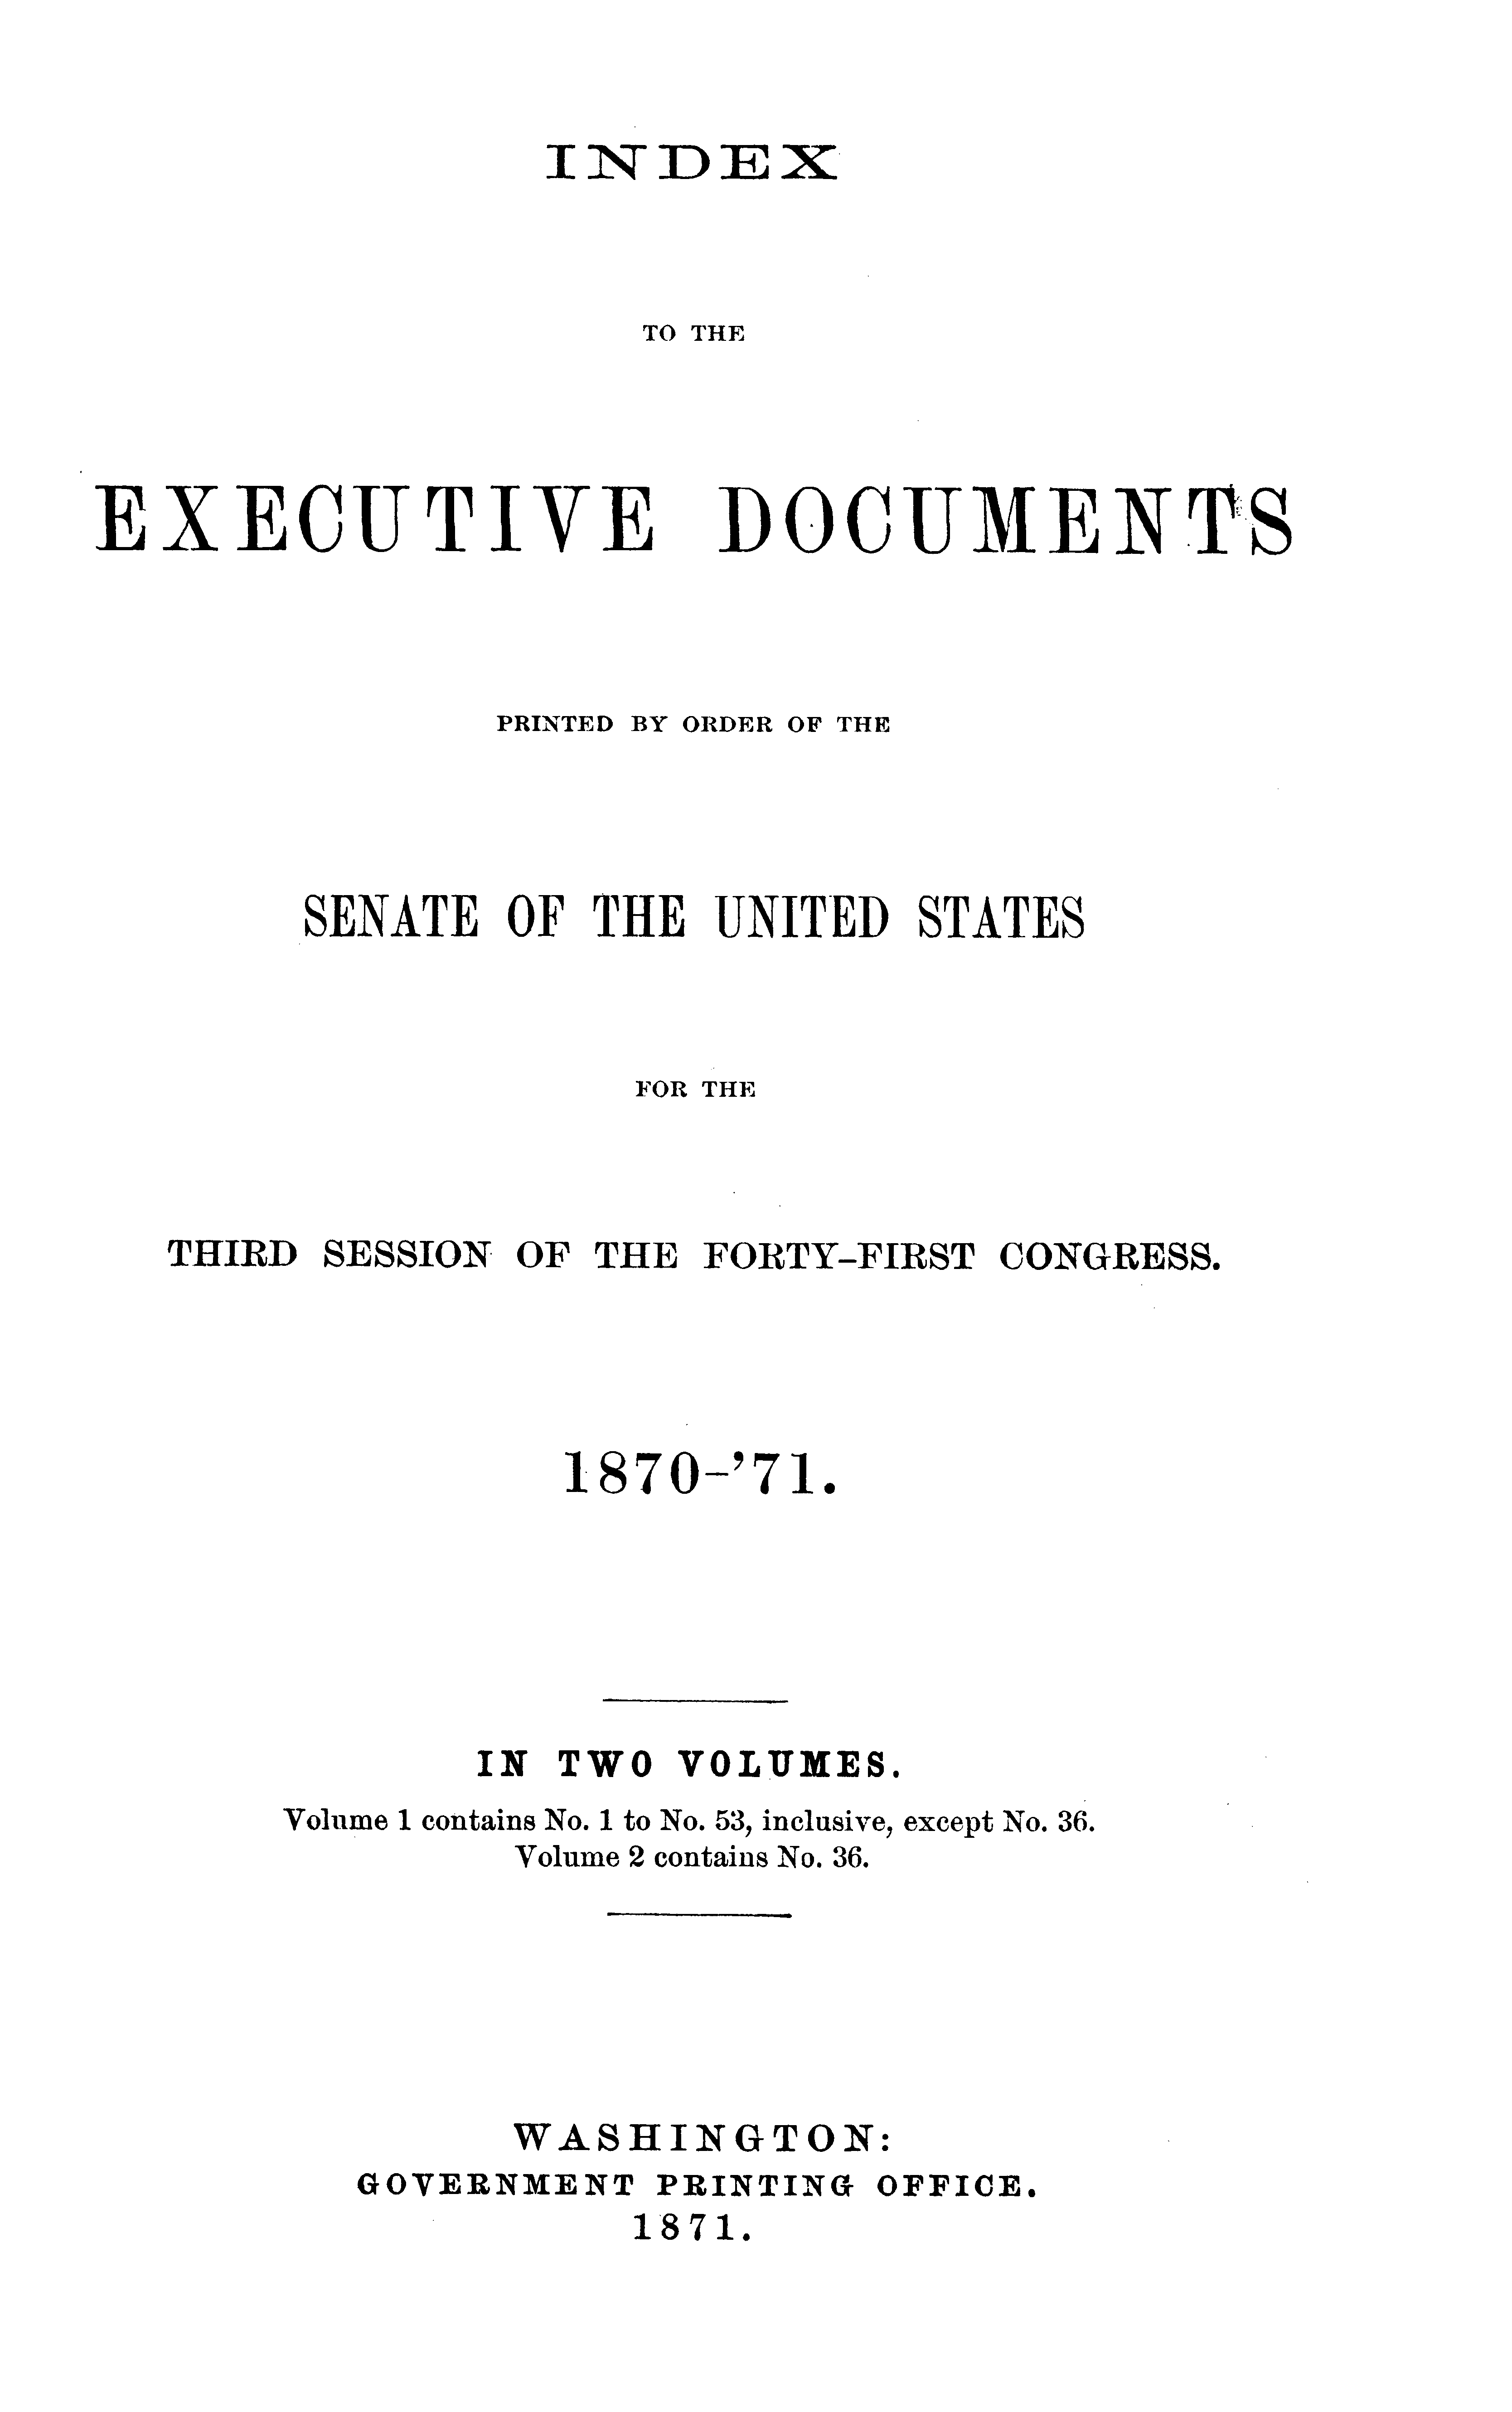 INDEX
TO THE
EXECUTIVE DOCUMENTS
PRINTED BY ORDER OF THE
SENATE OF THE UNITED STATES
FOR THE
THIRD SESSION OF THE FORTY-FIRST CONGRESS.
1870-'71.
IN TWO VOLUMES.
Volume 1 contains No. 1 to No. 53, inclusive, except No. 36.
Volume 2 contains No. 36.
WASHINGTON:
GOVERNMENT PRINTING OFFICE.
1871.